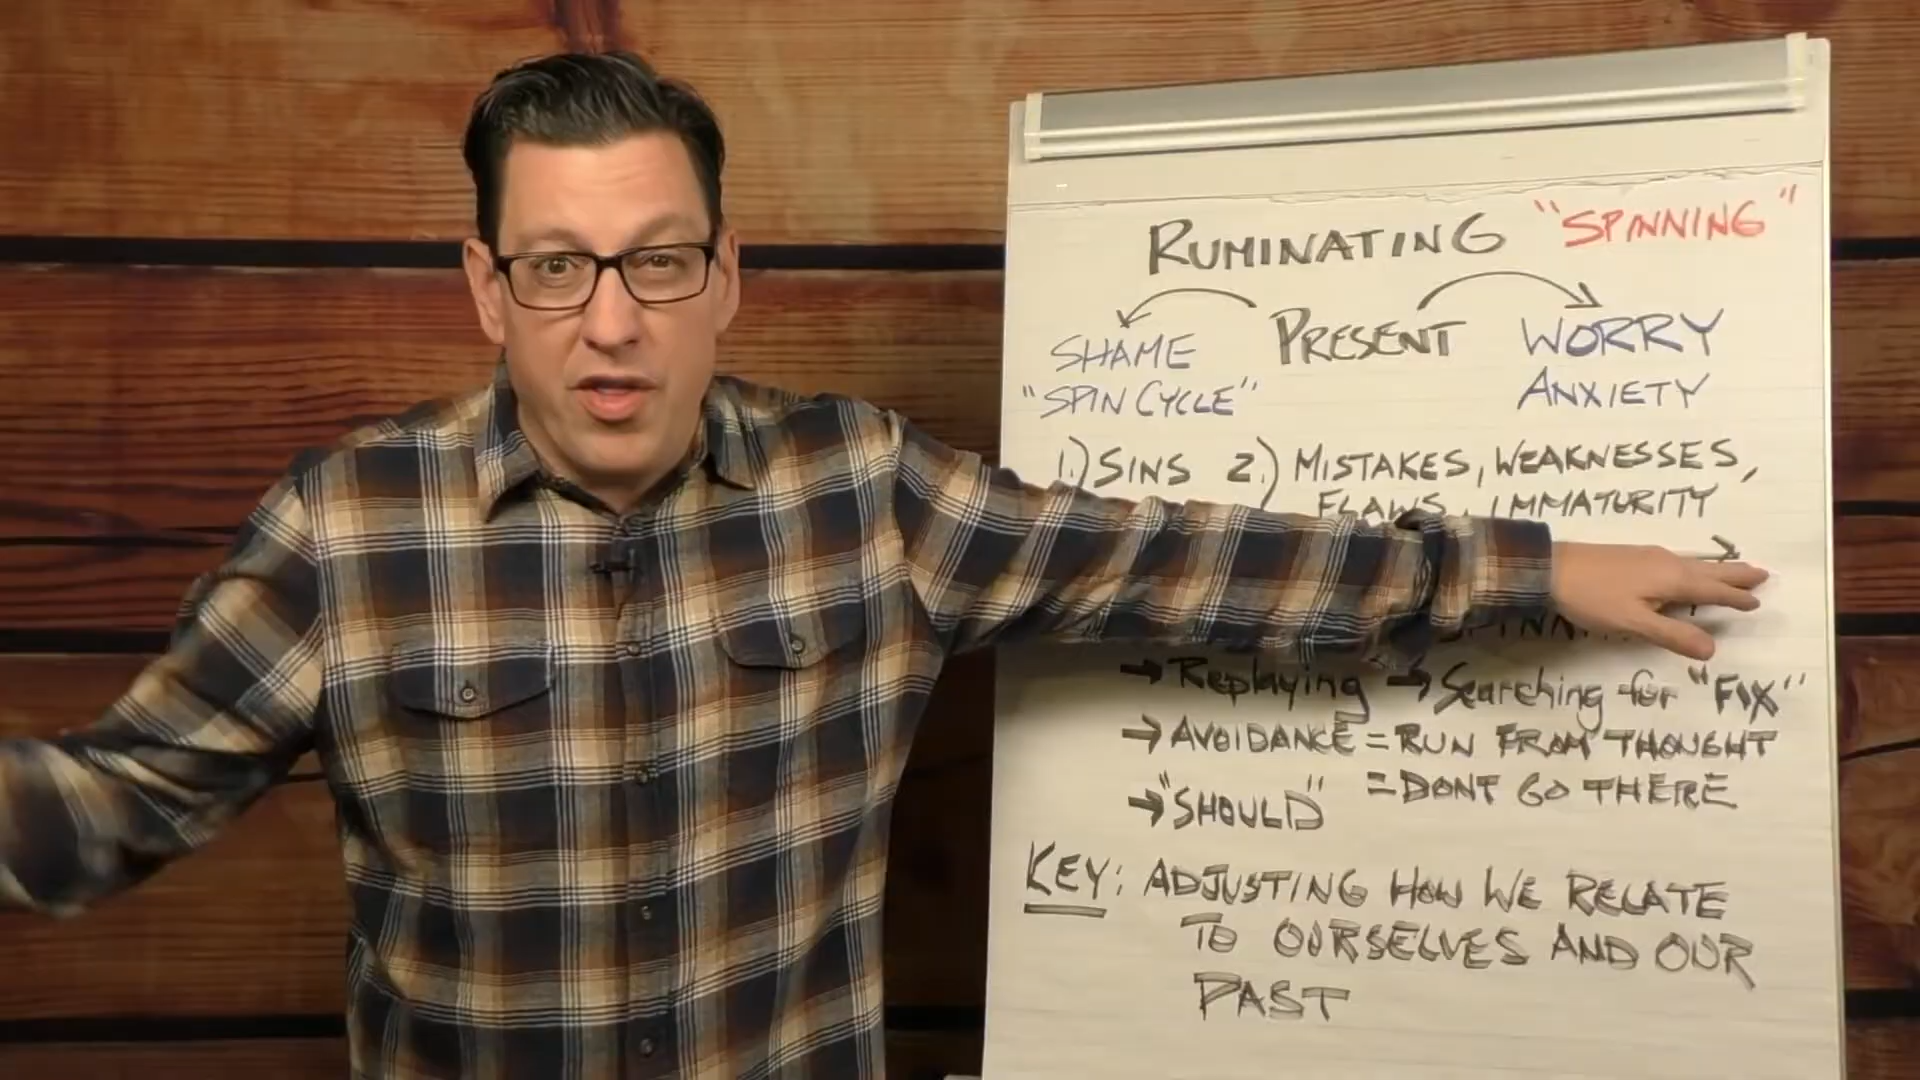 RUMINATING "SPINNING"
SHAME PRESENT WORRY
"SPIN CYCLE" ANXIETY
1.) SINS 2.) MISTAKES, WEAKNESSES,
FLAWS, IMMATURITY
→ Replaying → Searching for "FIX"
→ AVOIDANCE = RUN FROM THOUGHT
= DONT GO THERE
→ "SHOULD"
KEY: ADJUSTING HOW WE RELATE
TO OURSELVES AND OUR
PAST